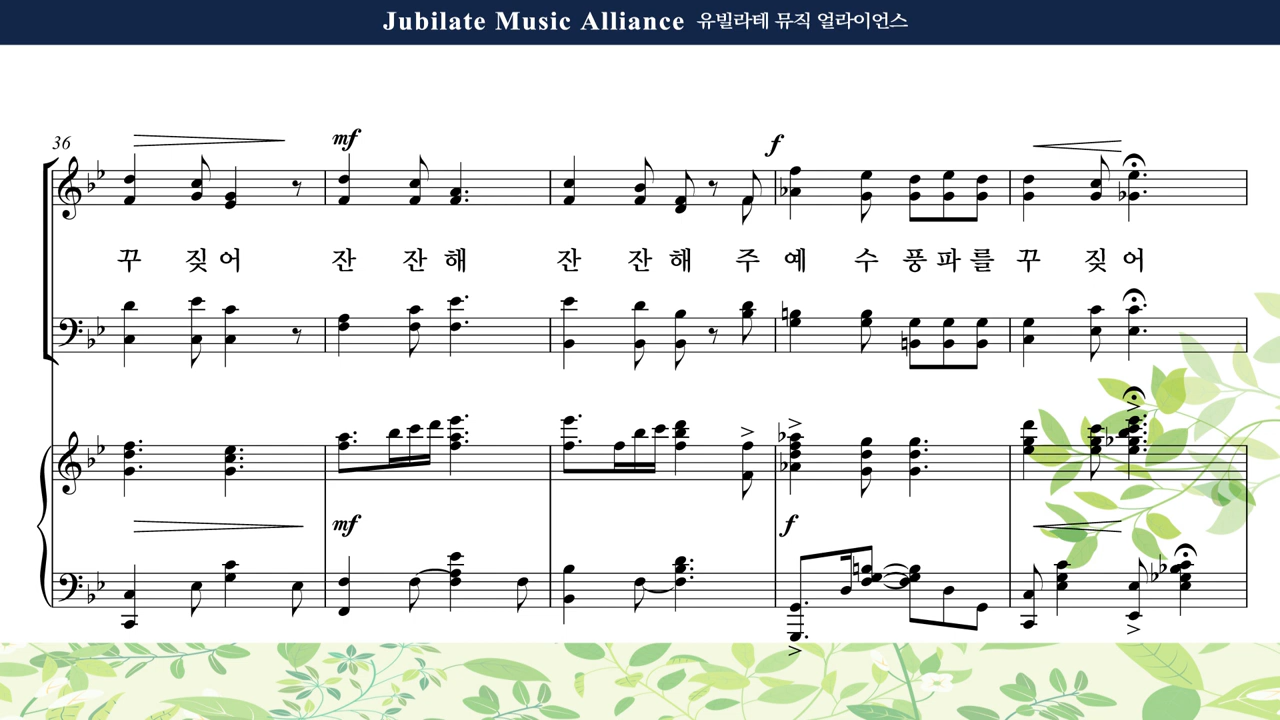 Jubilate Music Alliance 유빌라테 뮤직 얼라이언스
36
mf
f
꾸 짖 어 잔 잔 해 잔 잔 해 주 예 수 풍 파 를 꾸 짖 어
mf
f